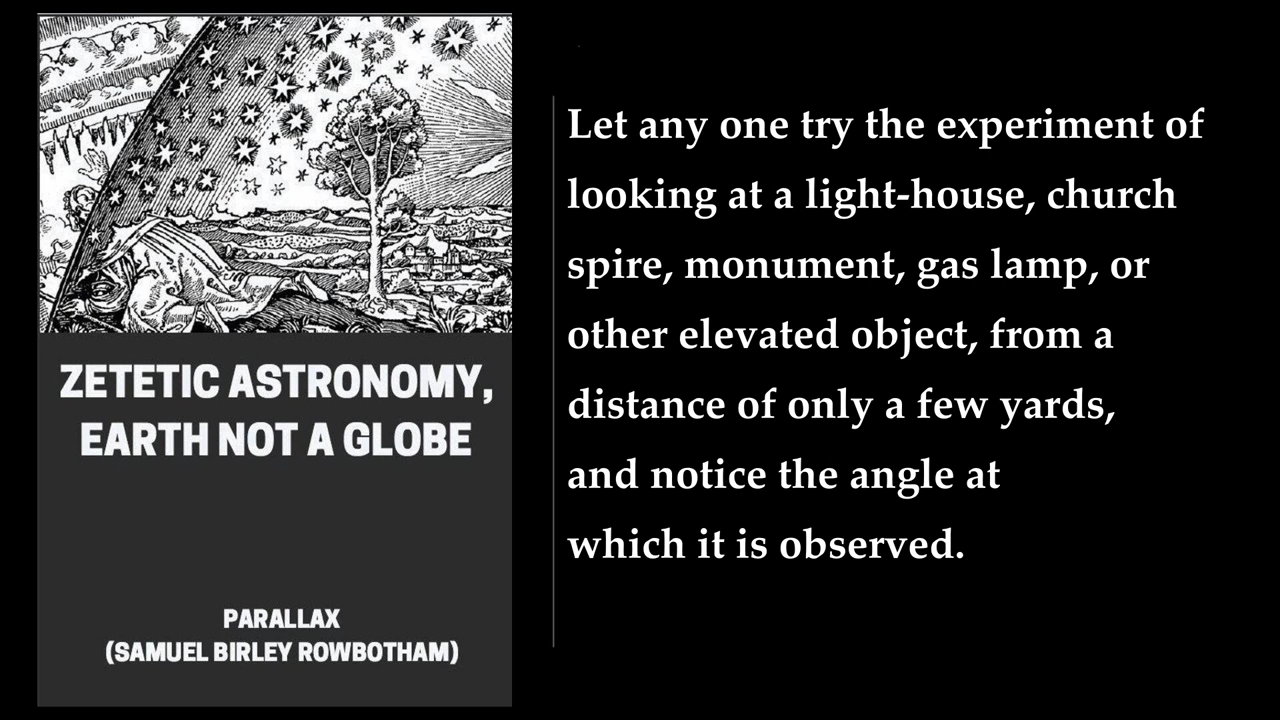 ZETETIC ASTRONOMY,
EARTH NOT A GLOBE
PARALLAX
(SAMUEL BIRLEY ROWBOTHAM)
Let any one try the experiment of
looking at a light-house, church
spire, monument, gas lamp, or
other elevated object, from a
distance of only a few yards,
and notice the angle at
which it is observed.